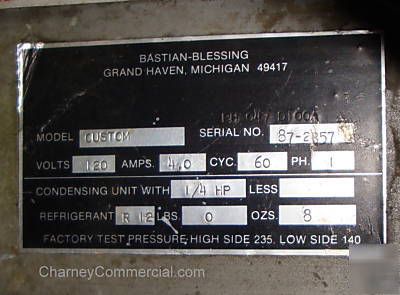 BASTIAN-BLESSING
GRAND HAVEN, MICHIGAN 49417
MODEL CUSTOM SERIAL NO. 87-2857
VOLTS 120 AMPS. 4.0 CYC. 60 PH. 1
CONDENSING UNIT WITH 1/4 HP LESS
REFRIGERANT R 12 LBS. 0 OZS. 8
FACTORY TEST PRESSURE, HIGH SIDE 235. LOW SIDE 140
CharneyCommercial.com